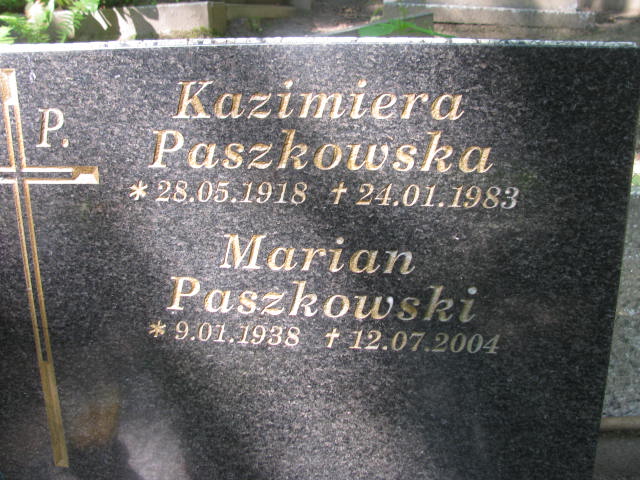 P.
Kazimiera
Paszkowska
* 28.05.1918 † 24.01.1983
Marian
Paszkowski
* 9.01.1938 † 12.07.2004